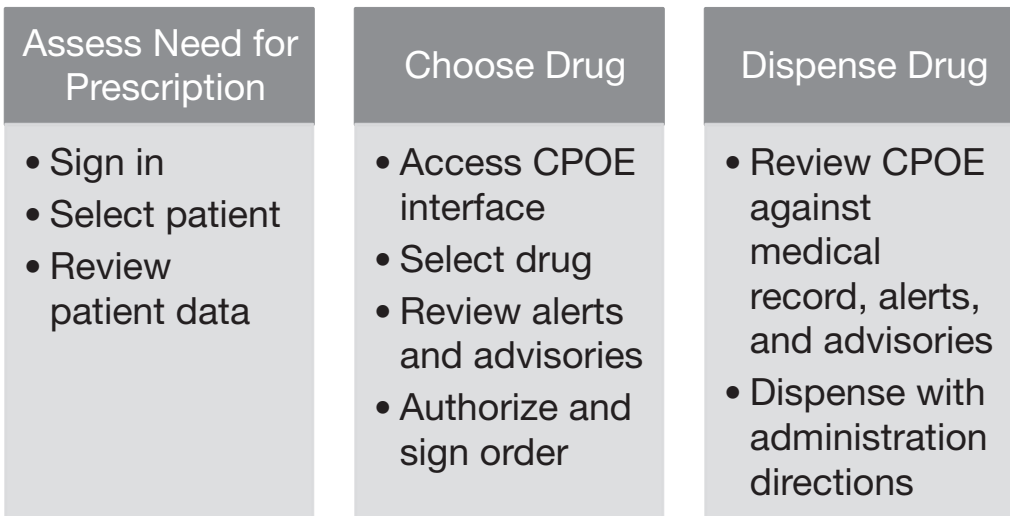 Assess Need for
Prescription
• Sign in
• Select patient
• Review
patient data
Choose Drug
• Access CPOE
interface
• Select drug
• Review alerts
and advisories
• Authorize and
sign order
Dispense Drug
• Review CPOE
against
medical
record, alerts,
and advisories
• Dispense with
administration
directions